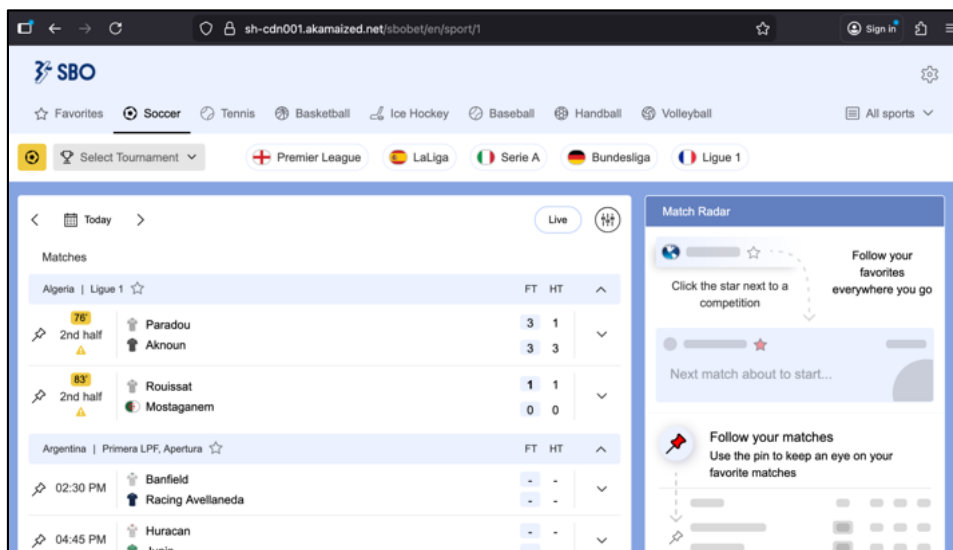 Sign in
sh-cdn001.akamaized.net/sbobet/en/sport/1
SBO
Favorites Soccer Tennis Basketball Ice Hockey Baseball Handball Volleyball All sports
Select Tournament Premier League LaLiga Serie A Bundesliga Ligue 1
Today Live
Matches
Algeria | Ligue 1 FT HT
76' Paradou 3 1
2nd half Aknoun 3 3
83' Rouissat 1 1
2nd half Mostaganem 0 0
Argentina | Primera LPF, Apertura FT HT
02:30 PM Banfield - -
Racing Avellaneda - -
04:45 PM Huracan - -
Match Radar
Follow your
favorites
everywhere you go
Click the star next to a
competition
Next match about to start...
Follow your matches
Use the pin to keep an eye on your
favorite matches